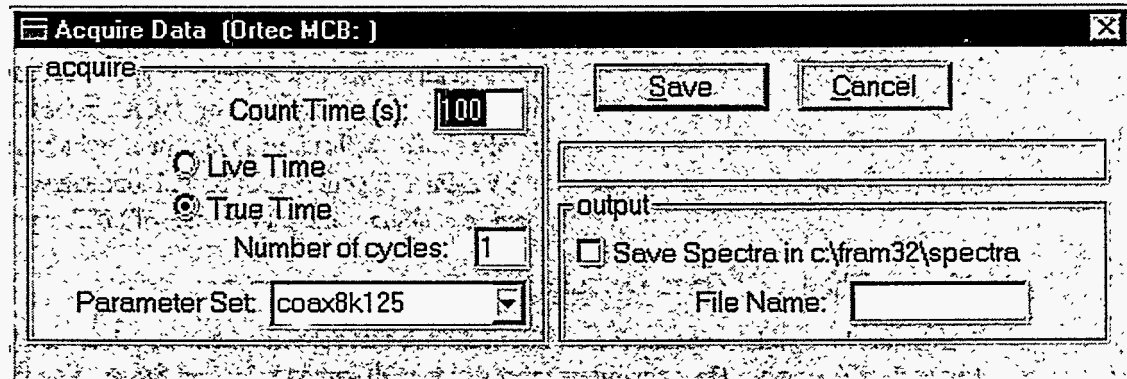 Acquire Data (Ortec MCB: )
acquire
Count Time (s): 100
Live Time
True Time
Number of cycles: 1
Parameter Set: coax8k125
Save
Cancel
output
Save Spectra in c:\fram32\spectra
File Name: